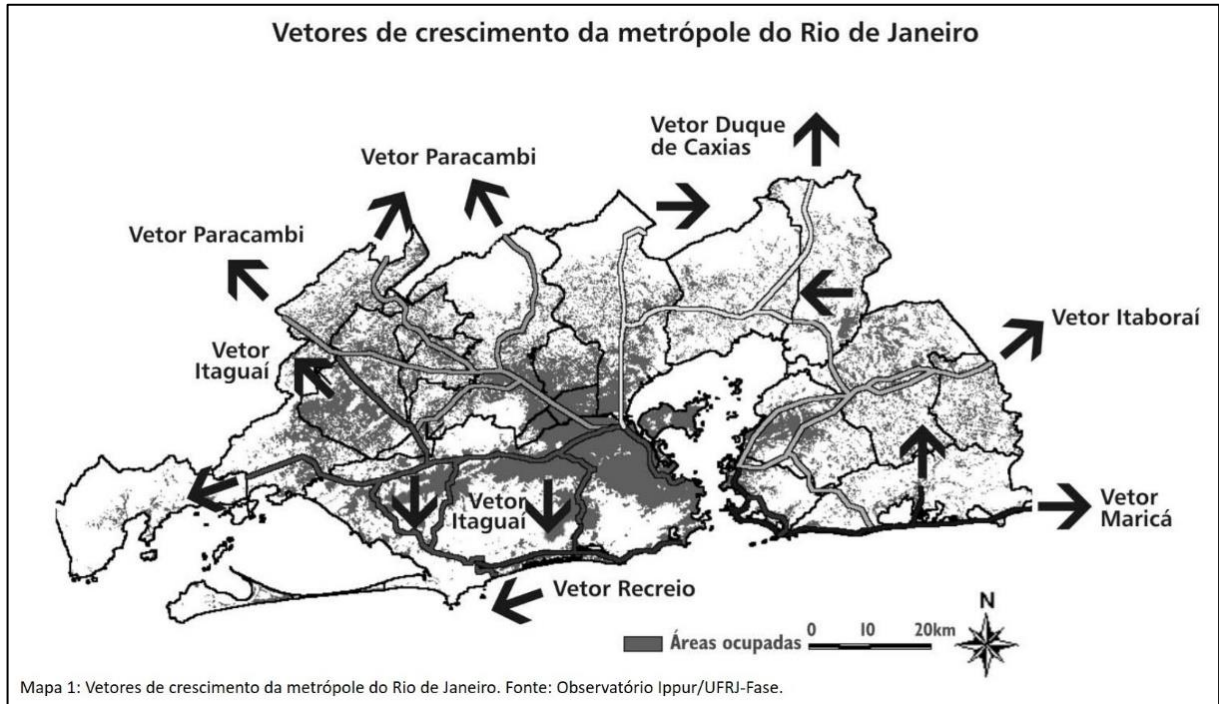 Vetores de crescimento da metrópole do Rio de Janeiro
Vetor Duque
de Caxias
Vetor Paracambi
Vetor Paracambi
Vetor Itaboraí
Vetor
Itaguaí
Vetor
Itaguaí
Vetor
Maricá
Vetor Recreio
N
Áreas ocupadas
0 10 20km
Mapa 1: Vetores de crescimento da metrópole do Rio de Janeiro. Fonte: Observatório Ippur/UFRJ-Fase.